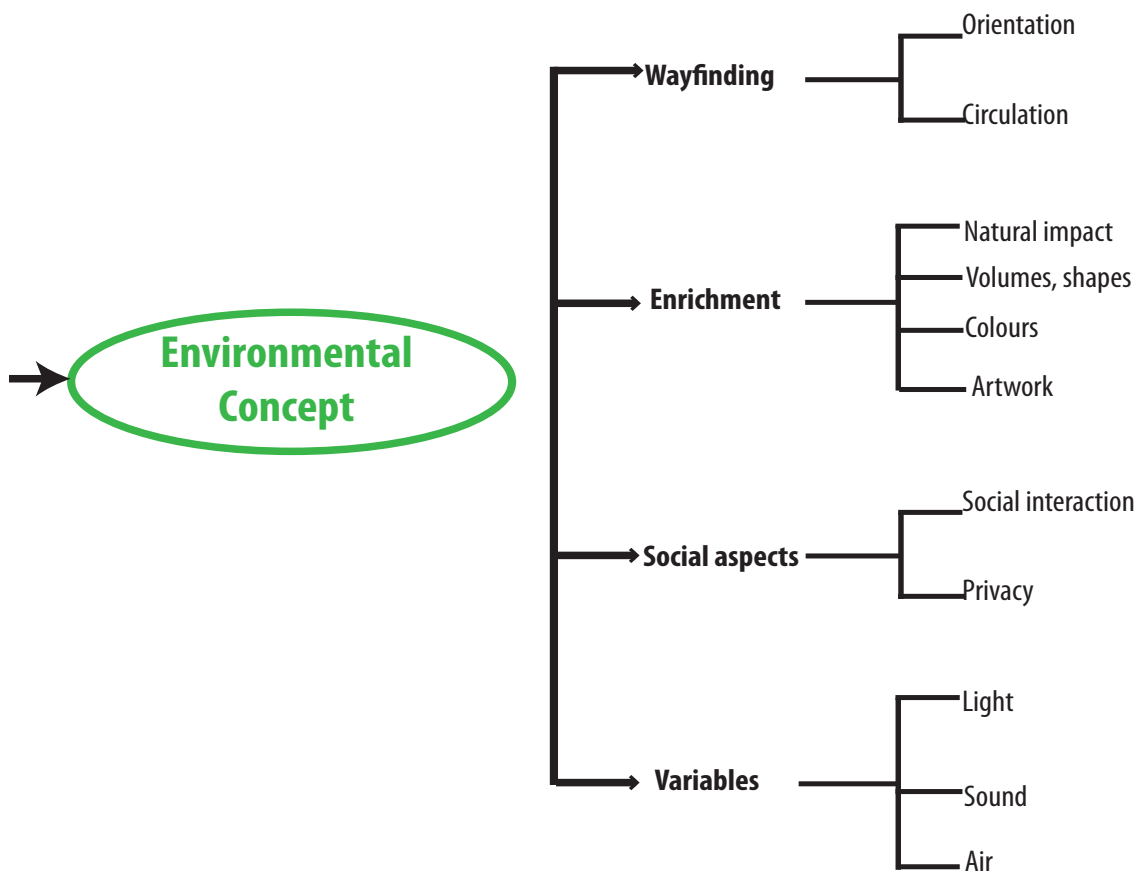 Environmental
Concept
Wayfinding
Orientation
Circulation
Enrichment
Natural impact
Volumes, shapes
Colours
Artwork
Social aspects
Social interaction
Privacy
Variables
Light
Sound
Air